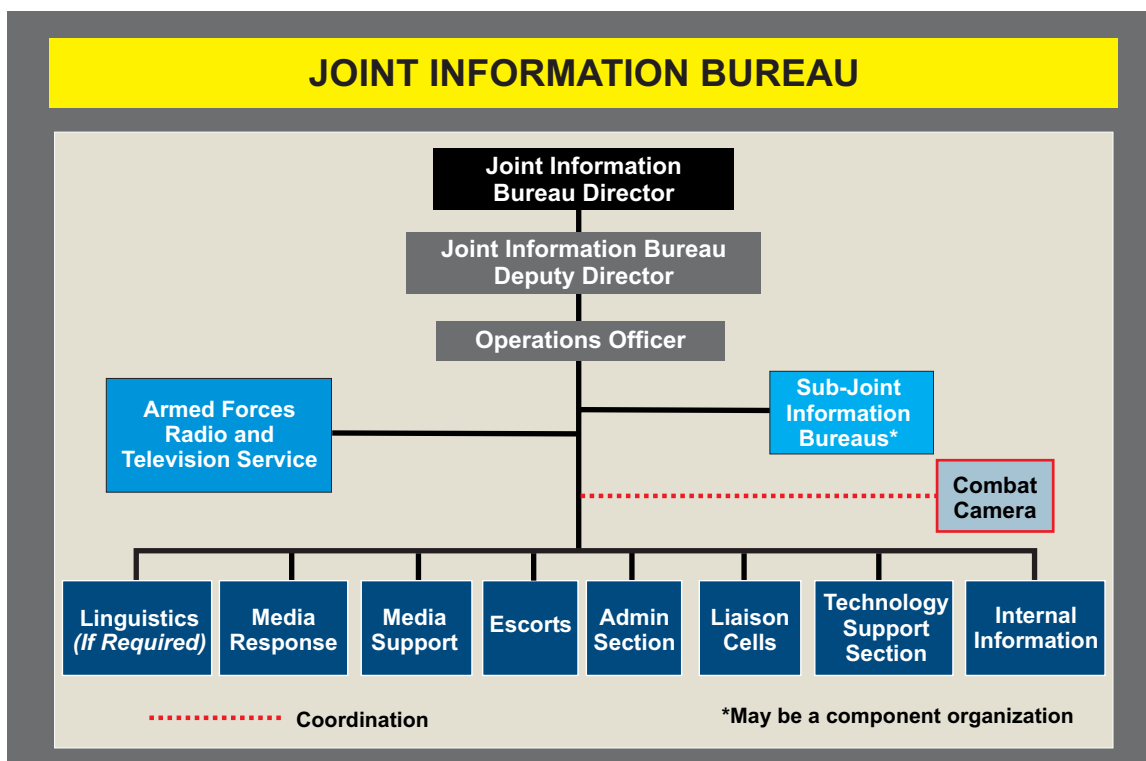 JOINT INFORMATION BUREAU
Joint Information
Bureau Director
Joint Information Bureau
Deputy Director
Operations Officer
Armed Forces
Radio and
Television Service
Sub-Joint
Information
Bureaus*
Combat
Camera
Linguistics
(If Required)
Media
Response
Media
Support
Escorts
Admin
Section
Liaison
Cells
Technology
Support
Section
Internal
Information
Coordination
*May be a component organization